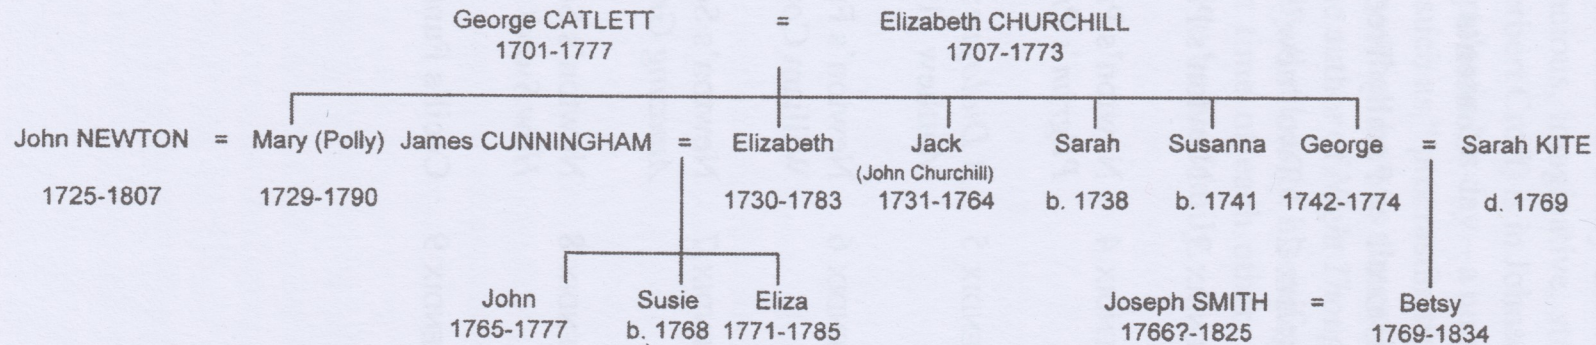 George CATLETT = Elizabeth CHURCHILL
1701-1777 1707-1773
John NEWTON = Mary (Polly) James CUNNINGHAM = Elizabeth Jack Sarah Susanna George = Sarah KITE
(John Churchill)
1725-1807 1729-1790 1730-1783 1731-1764 b. 1738 b. 1741 1742-1774 d. 1769
John Susie Eliza Joseph SMITH = Betsy
1765-1777 b. 1768 1771-1785 1766?-1825 1769-1834